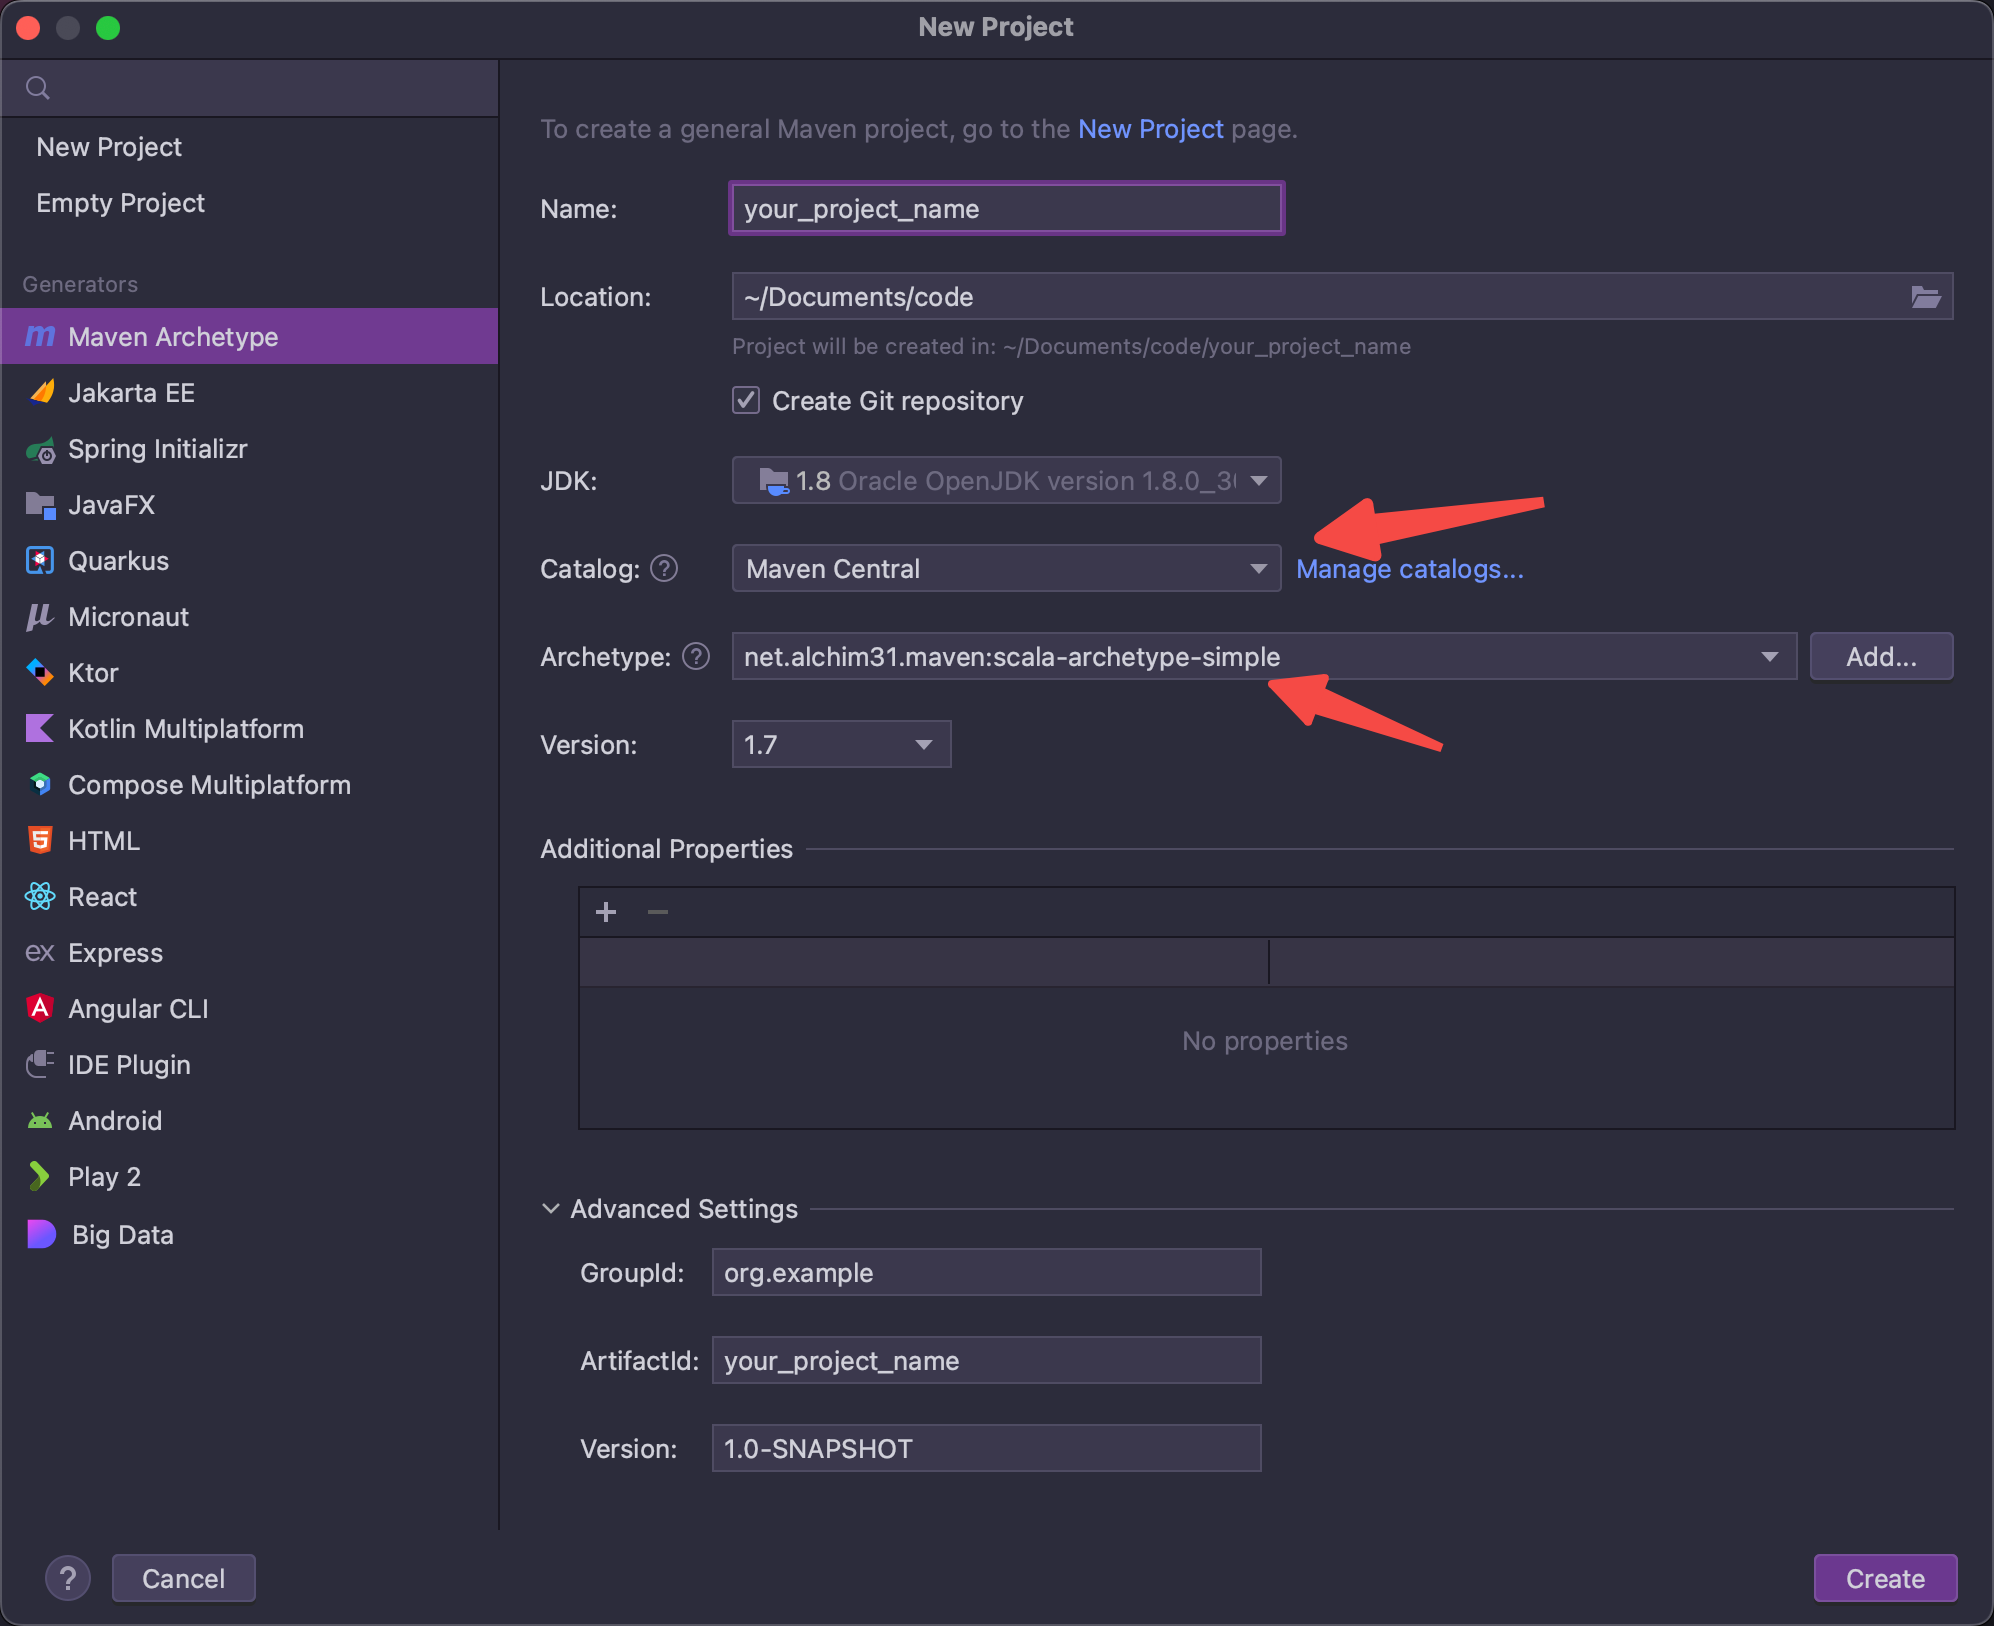 New Project
New Project
Empty Project
Generators
Maven Archetype
Jakarta EE
Spring Initializr
JavaFX
Quarkus
Micronaut
Ktor
Kotlin Multiplatform
Compose Multiplatform
HTML
React
Express
Angular CLI
IDE Plugin
Android
Play 2
Big Data
To create a general Maven project, go to the New Project page.
Name: your_project_name
Location: ~/Documents/code
Project will be created in: ~/Documents/code/your_project_name
Create Git repository
JDK: 1.8 Oracle OpenJDK version 1.8.0_3
Catalog: ? Maven Central Manage catalogs...
Archetype: ? net.alchim31.maven:scala-archetype-simple Add...
Version: 1.7
Additional Properties
No properties
Advanced Settings
GroupId: org.example
ArtifactId: your_project_name
Version: 1.0-SNAPSHOT
? Cancel Create